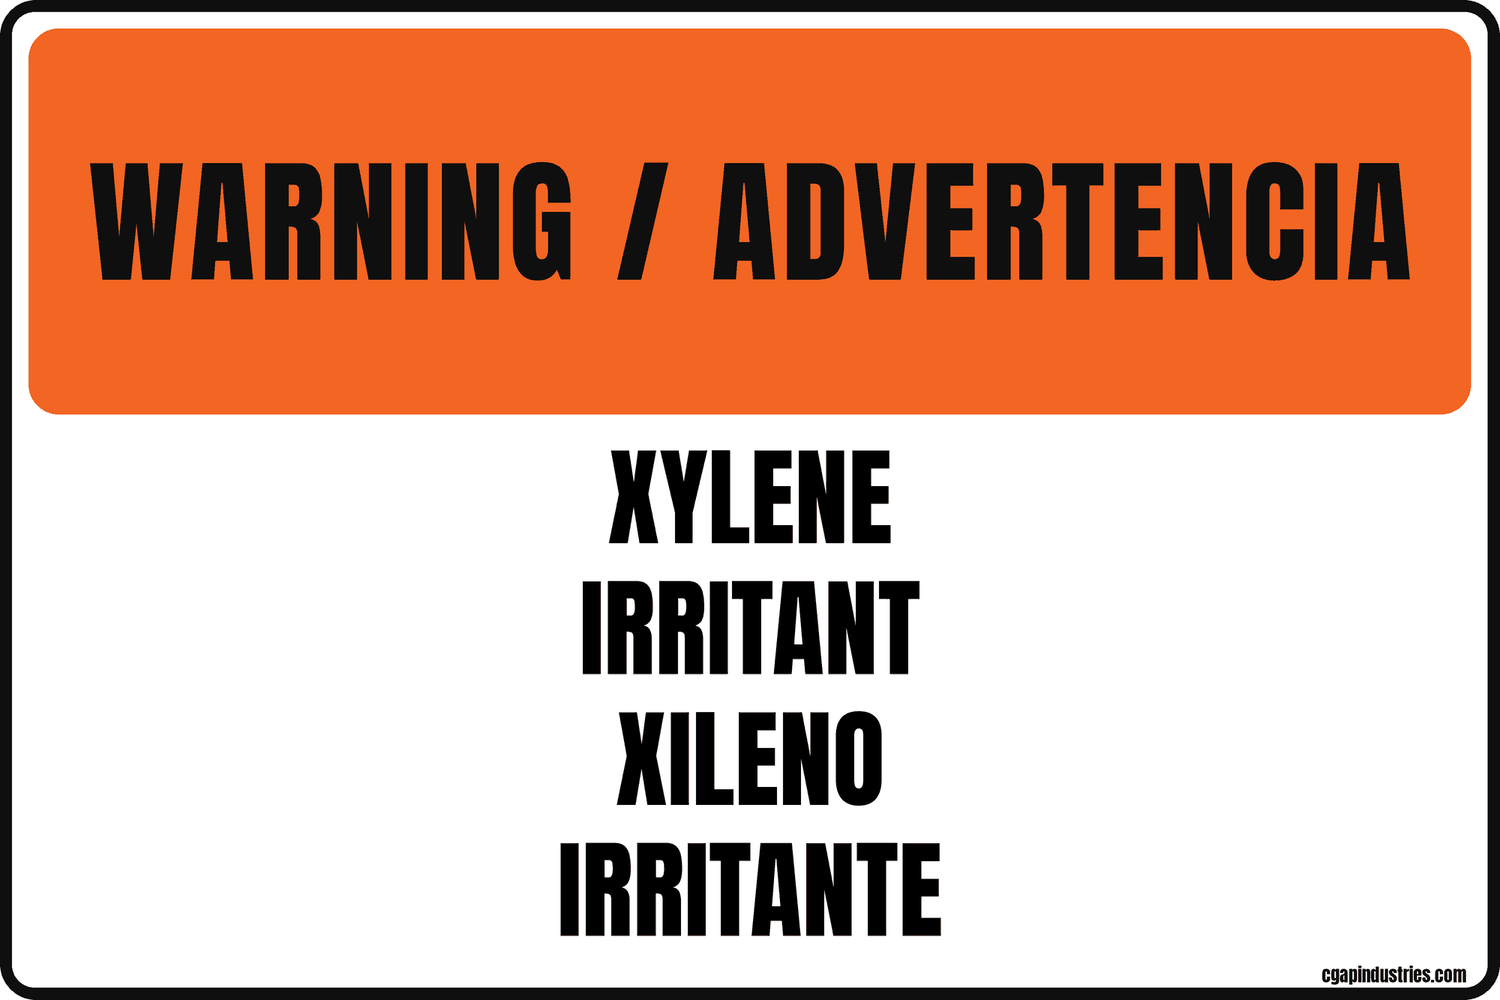 WARNING / ADVERTENCIA
XYLENE
IRRITANT
XILENO
IRRITANTE
cgapindustries.com